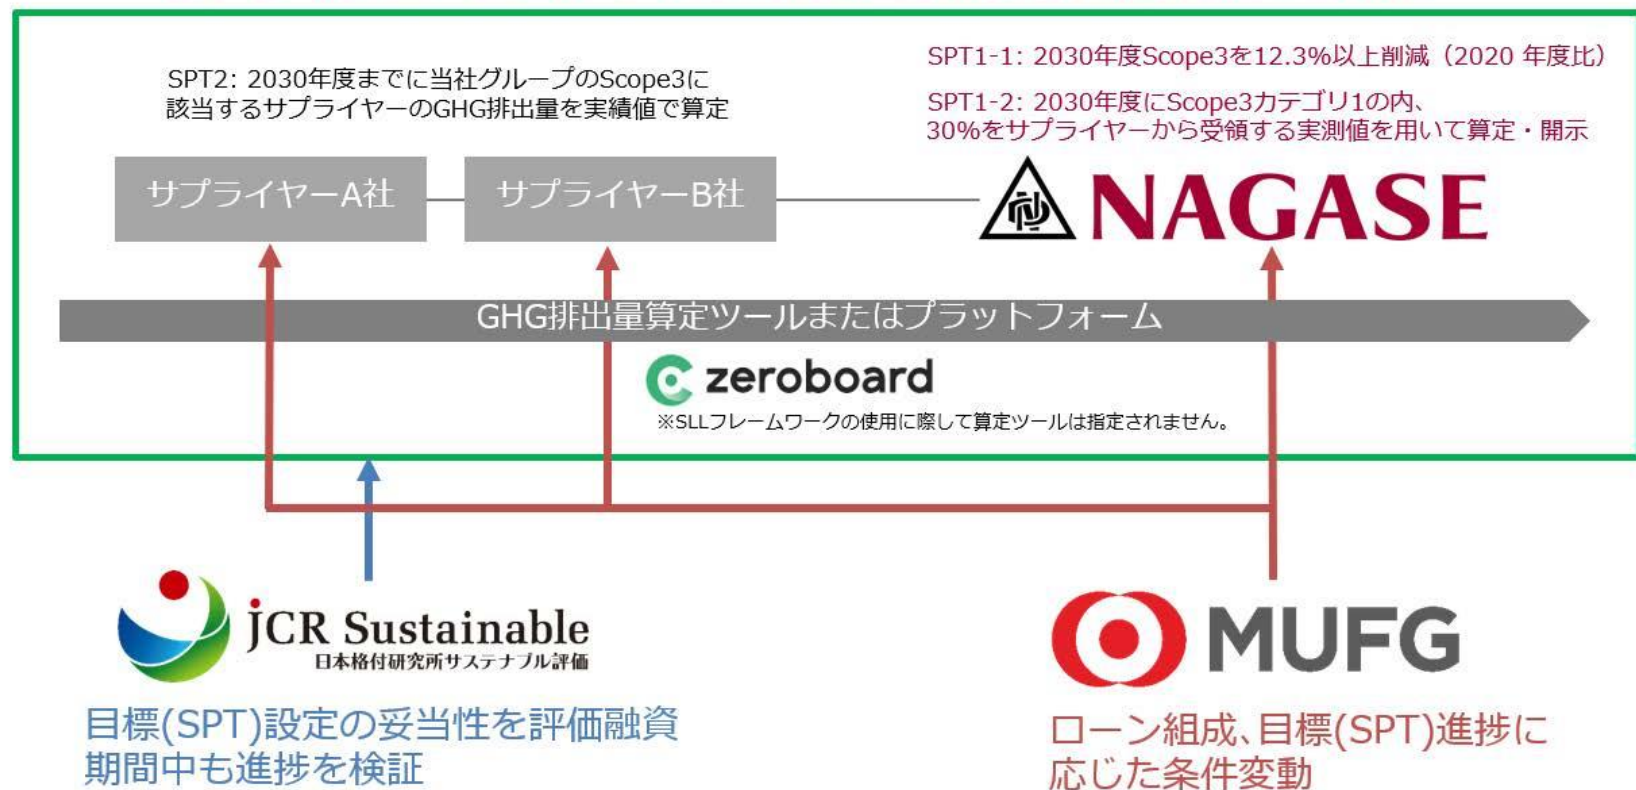 SPT2: 2030年度までに当社グループのScope3に
該当するサプライヤーのGHG排出量を実績値で算定
SPT1-1: 2030年度Scope3を12.3%以上削減（2020 年度比）
SPT1-2: 2030年度にScope3カテゴリ1の内、
30%をサプライヤーから受領する実測値を用いて算定・開示
サプライヤーA社
サプライヤーB社
NAGASE
GHG排出量算定ツールまたはプラットフォーム
zeroboard
※SLLフレームワークの使用に際して算定ツールは指定されません。
JCR Sustainable
日本格付研究所サステナブル評価
目標(SPT)設定の妥当性を評価融資
期間中も進捗を検証
MUFG
ローン組成、目標(SPT)進捗に
応じた条件変動